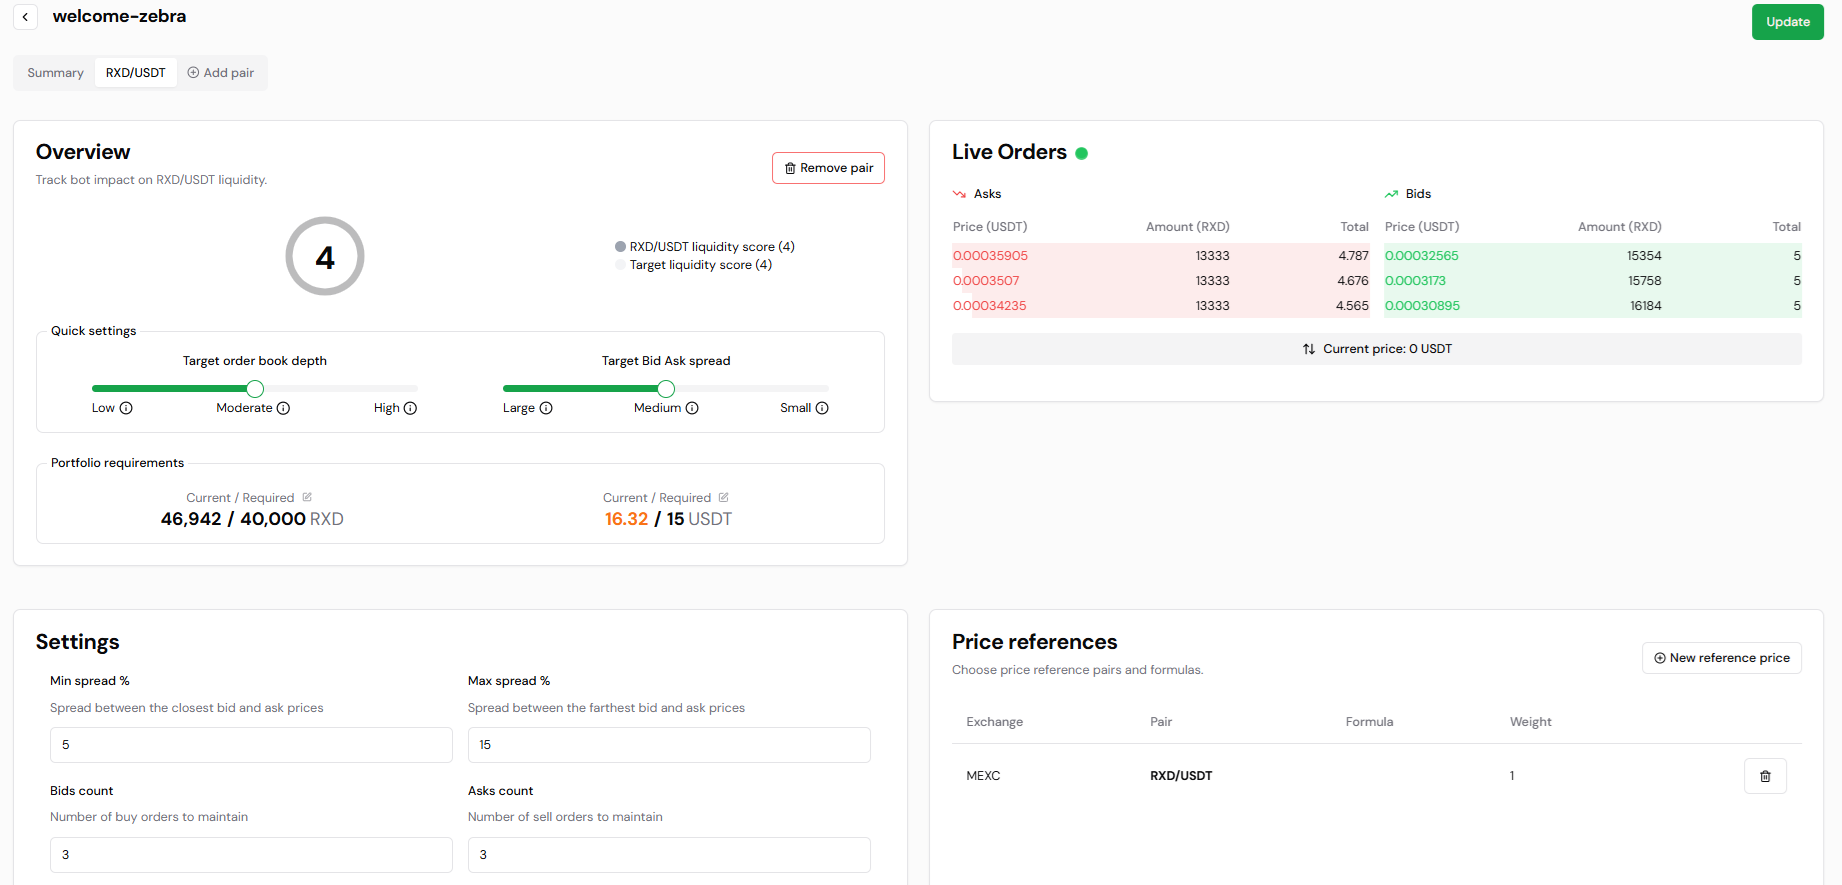 welcome-zebra
Update
Summary RXD/USDT Add pair
Overview
Track bot impact on RXD/USDT liquidity.
Remove pair
4
RXD/USDT liquidity score (4)
Target liquidity score (4)
Quick settings
Target order book depth
Low Moderate High
Target Bid Ask spread
Large Medium Small
Portfolio requirements
Current / Required
46,942 / 40,000 RXD
Current / Required
16.32 / 15 USDT
Live Orders
Asks
Price (USDT) Amount (RXD) Total
0.00035905 13333 4.787
0.0003507 13333 4.676
0.00034235 13333 4.565
Bids
Price (USDT) Amount (RXD) Total
0.00032565 15354 5
0.0003173 15758 5
0.00030895 16184 5
Current price: 0 USDT
Settings
Min spread %
Spread between the closest bid and ask prices
5
Max spread %
Spread between the farthest bid and ask prices
15
Bids count
Number of buy orders to maintain
3
Asks count
Number of sell orders to maintain
3
Price references
Choose price reference pairs and formulas.
New reference price
Exchange Pair Formula Weight
MEXC RXD/USDT 1